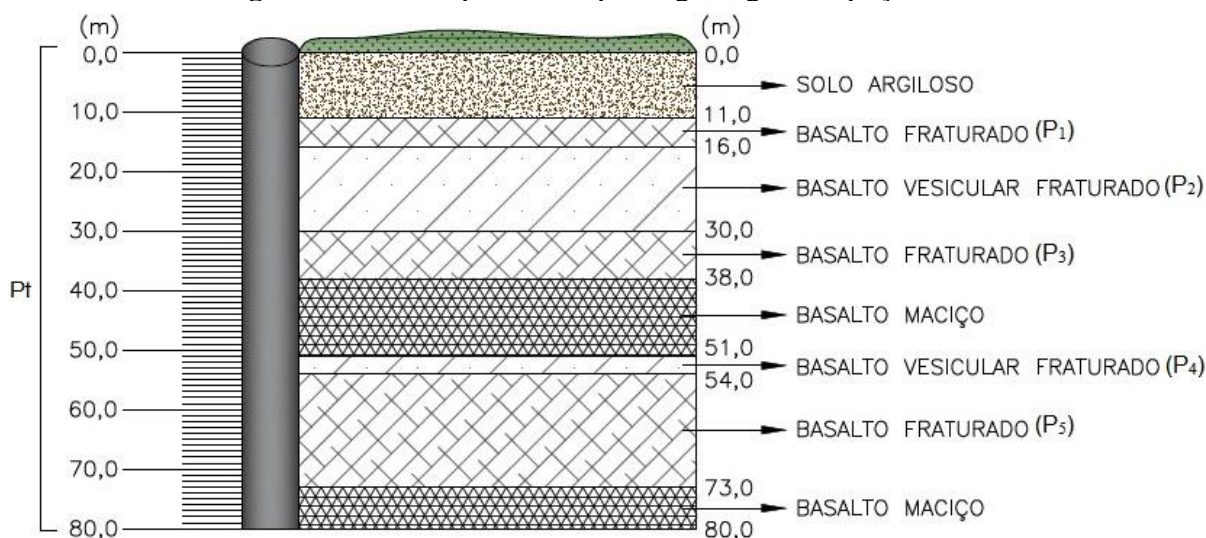 (m)
(m)
0,0
0,0
SOLO ARGILOSO
10,0
11,0
BASALTO FRATURADO (P₁)
16,0
20,0
BASALTO VESICULAR FRATURADO (P₂)
30,0
30,0
BASALTO FRATURADO (P₃)
38,0
Pt
40,0
BASALTO MACIÇO
50,0
51,0
BASALTO VESICULAR FRATURADO (P₄)
54,0
60,0
BASALTO FRATURADO (P₅)
70,0
73,0
BASALTO MACIÇO
80,0
80,0